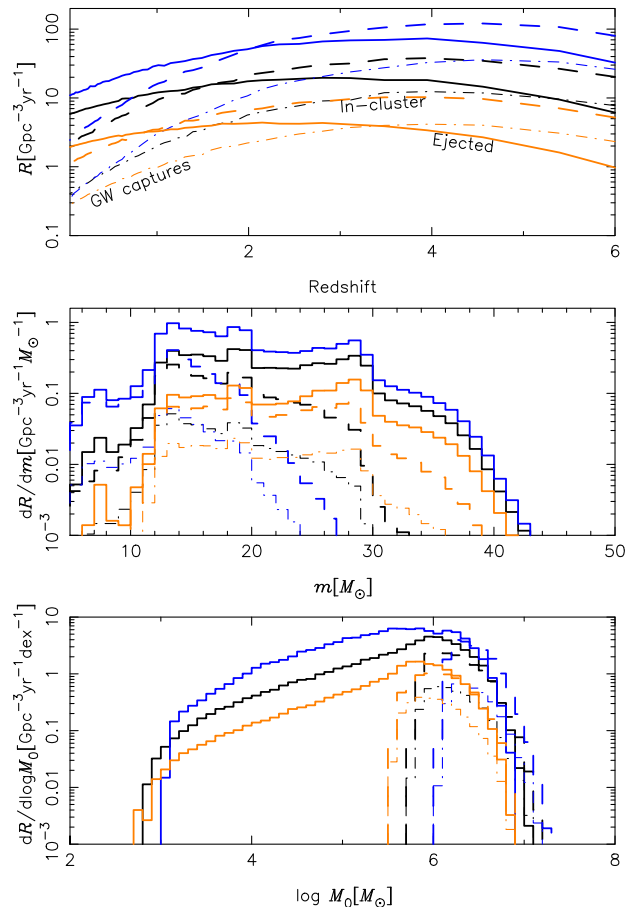 R[Gpc⁻³yr⁻¹]
100
10
1
0.1
In-cluster
Ejected
GW captures
2
4
6
Redshift
dR/dm[Gpc⁻³yr⁻¹M⊙⁻¹]
1
0.1
0.01
10⁻³
10
20
30
40
50
m[M⊙]
dR/dlogM₀[Gpc⁻³yr⁻¹dex⁻¹]
10
1
0.1
0.01
10⁻³
2
4
6
8
log M₀[M⊙]